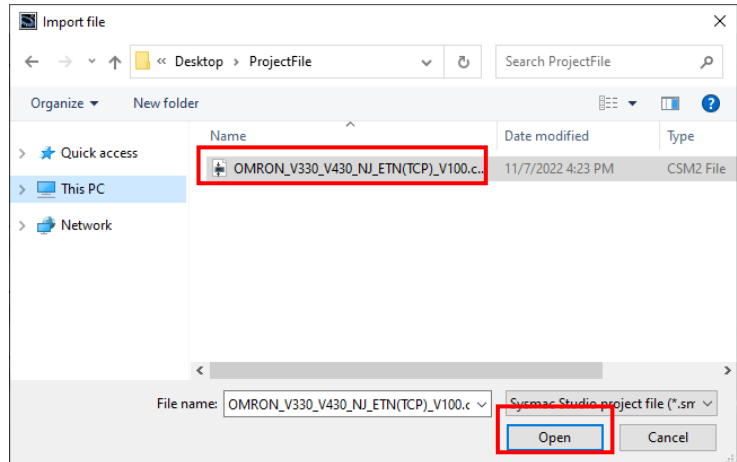 Import file
« Desktop › ProjectFile
Search ProjectFile
Organize
New folder
Name
Date modified
Type
Quick access
OMRON_V330_V430_NJ_ETN(TCP)_V100.c...
11/7/2022 4:23 PM
CSM2 File
This PC
Network
File name:
OMRON_V330_V430_NJ_ETN(TCP)_V100.c
Sysmac Studio project file (*.sm
Open
Cancel